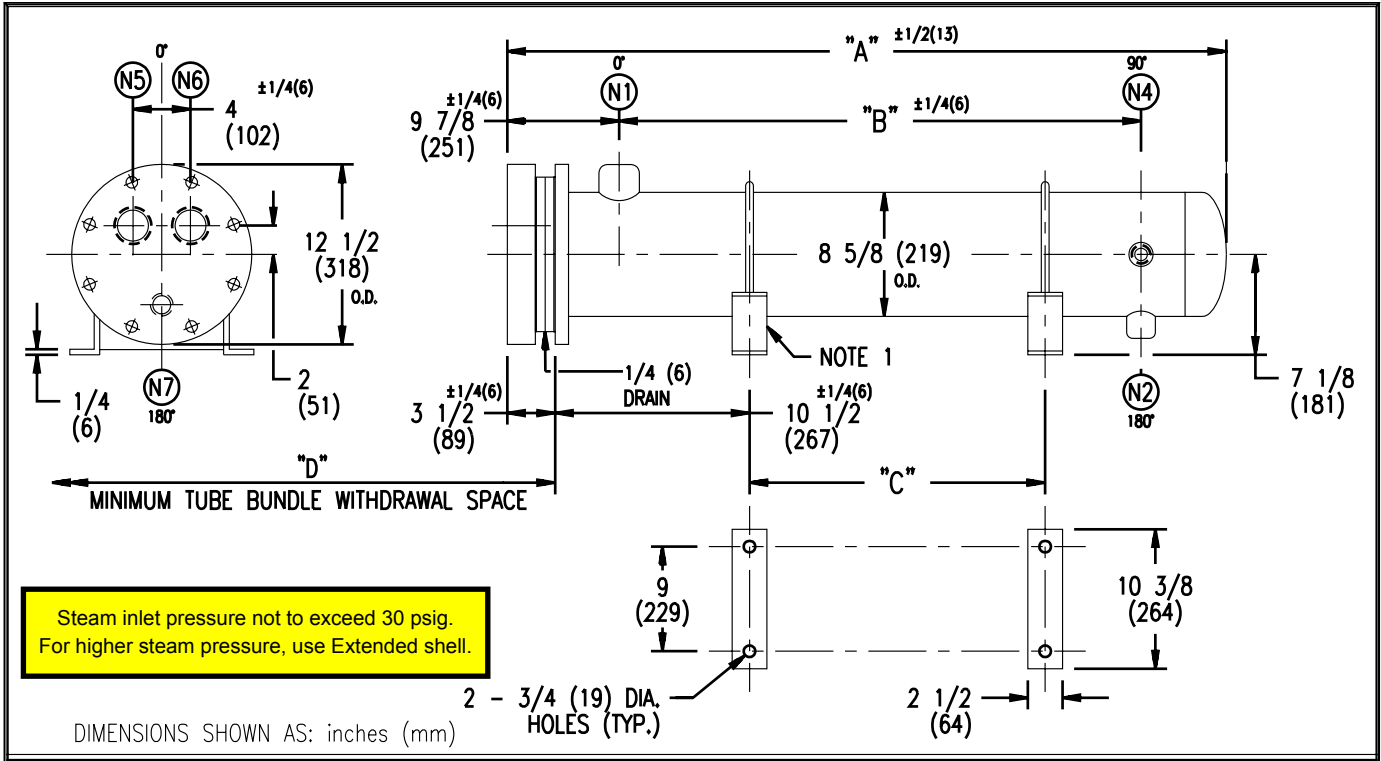 0°
N5
N6
±1/4(6)
4
(102)
12 1/2
(318)
O.D.
1/4
(6)
N7
180°
2
(51)
"A" ±1/2(13)
0°
N1
90°
N4
±1/4(6)
9 7/8
(251)
"B" ±1/4(6)
8 5/8 (219)
O.D.
NOTE 1
1/4 (6)
DRAIN
±1/4(6)
3 1/2
(89)
±1/4(6)
10 1/2
(267)
N2
180°
7 1/8
(181)
"D"
MINIMUM TUBE BUNDLE WITHDRAWAL SPACE
"C"
9
(229)
10 3/8
(264)
2 - 3/4 (19) DIA.
HOLES (TYP.)
2 1/2
(64)
Steam inlet pressure not to exceed 30 psig.
For higher steam pressure, use Extended shell.
DIMENSIONS SHOWN AS: inches (mm)